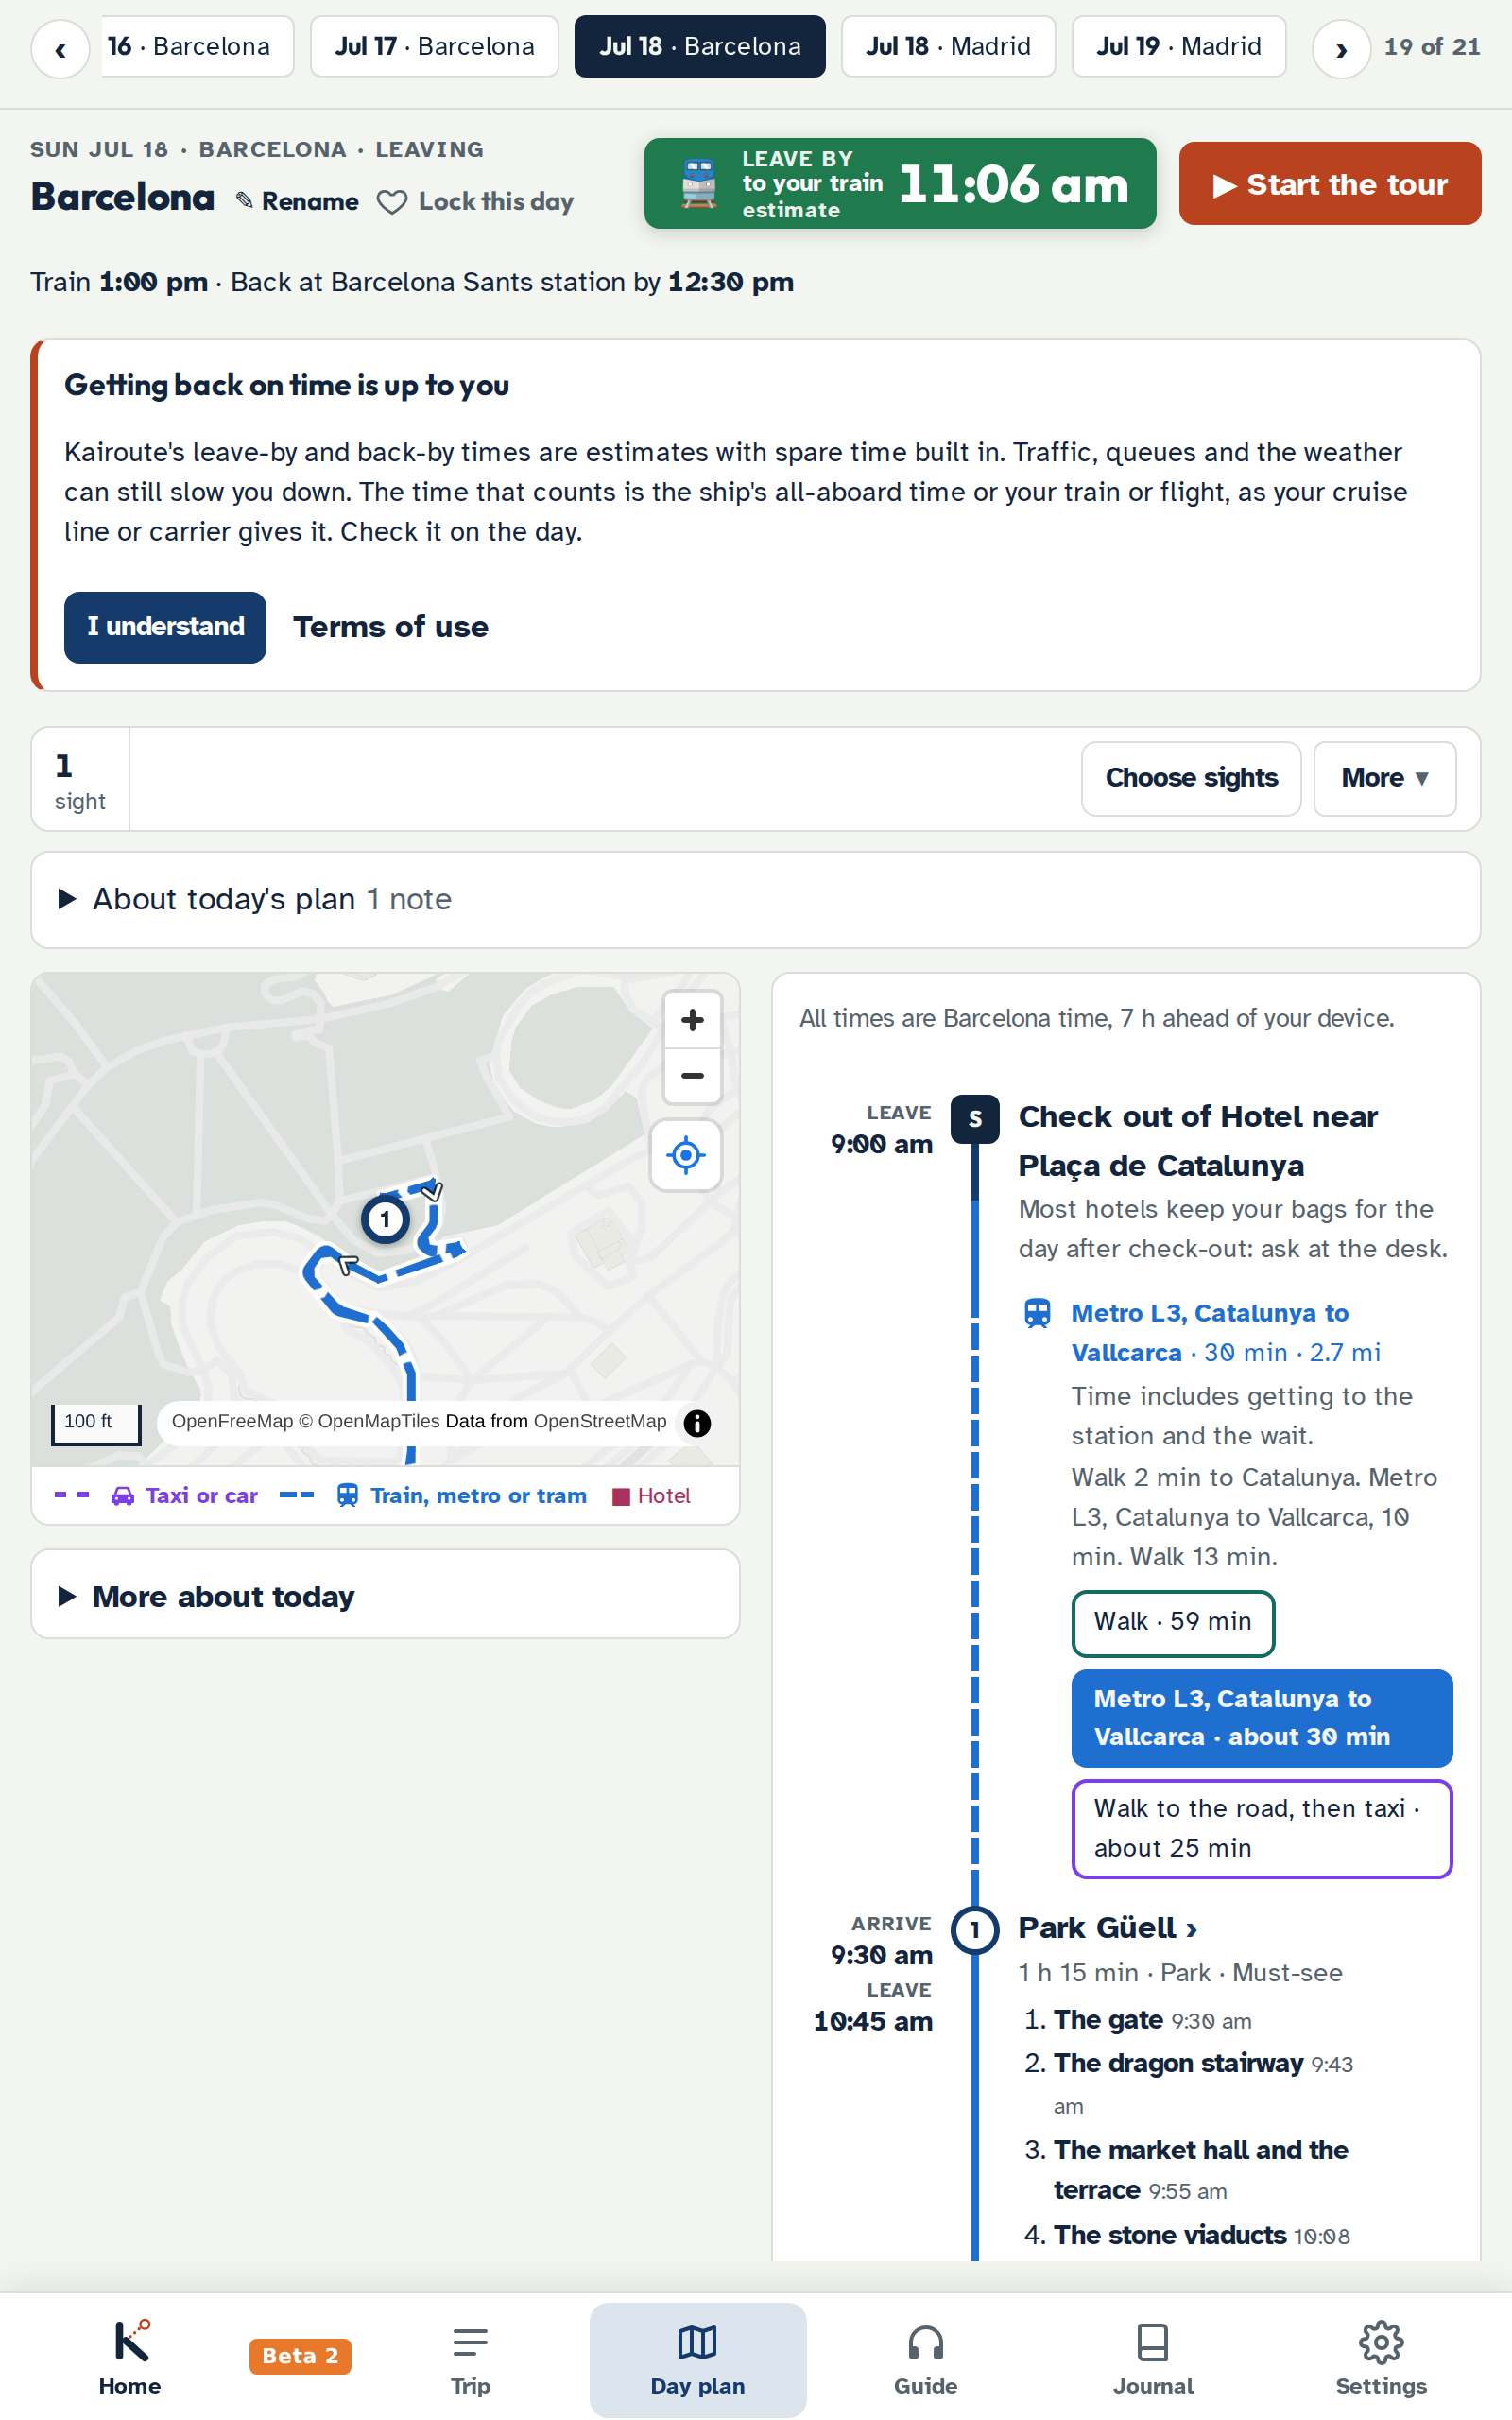 ‹
16 · Barcelona
Jul 17 · Barcelona
Jul 18 · Barcelona
Jul 18 · Madrid
Jul 19 · Madrid
›
19 of 21
SUN JUL 18 · BARCELONA · LEAVING
Barcelona
✎ Rename
Lock this day
LEAVE BY
to your train
estimate
11:06 am
▶ Start the tour
Train 1:00 pm · Back at Barcelona Sants station by 12:30 pm
Getting back on time is up to you
Kairoute's leave-by and back-by times are estimates with spare time built in. Traffic, queues and the weather
can still slow you down. The time that counts is the ship's all-aboard time or your train or flight, as your cruise
line or carrier gives it. Check it on the day.
I understand
Terms of use
1
sight
Choose sights
More ▼
▶ About today's plan 1 note
+
−
1
100 ft
OpenFreeMap © OpenMapTiles Data from OpenStreetMap
Taxi or car
Train, metro or tram
Hotel
▶ More about today
All times are Barcelona time, 7 h ahead of your device.
LEAVE
9:00 am
S
Check out of Hotel near
Plaça de Catalunya
Most hotels keep your bags for the
day after check-out: ask at the desk.
Metro L3, Catalunya to
Vallcarca · 30 min · 2.7 mi
Time includes getting to the
station and the wait.
Walk 2 min to Catalunya. Metro
L3, Catalunya to Vallcarca, 10
min. Walk 13 min.
Walk · 59 min
Metro L3, Catalunya to
Vallcarca · about 30 min
Walk to the road, then taxi ·
about 25 min
ARRIVE
9:30 am
LEAVE
10:45 am
1
Park Güell ›
1 h 15 min · Park · Must-see
1. The gate 9:30 am
2. The dragon stairway 9:43
am
3. The market hall and the
terrace 9:55 am
4. The stone viaducts 10:08
Home
Beta 2
Trip
Day plan
Guide
Journal
Settings